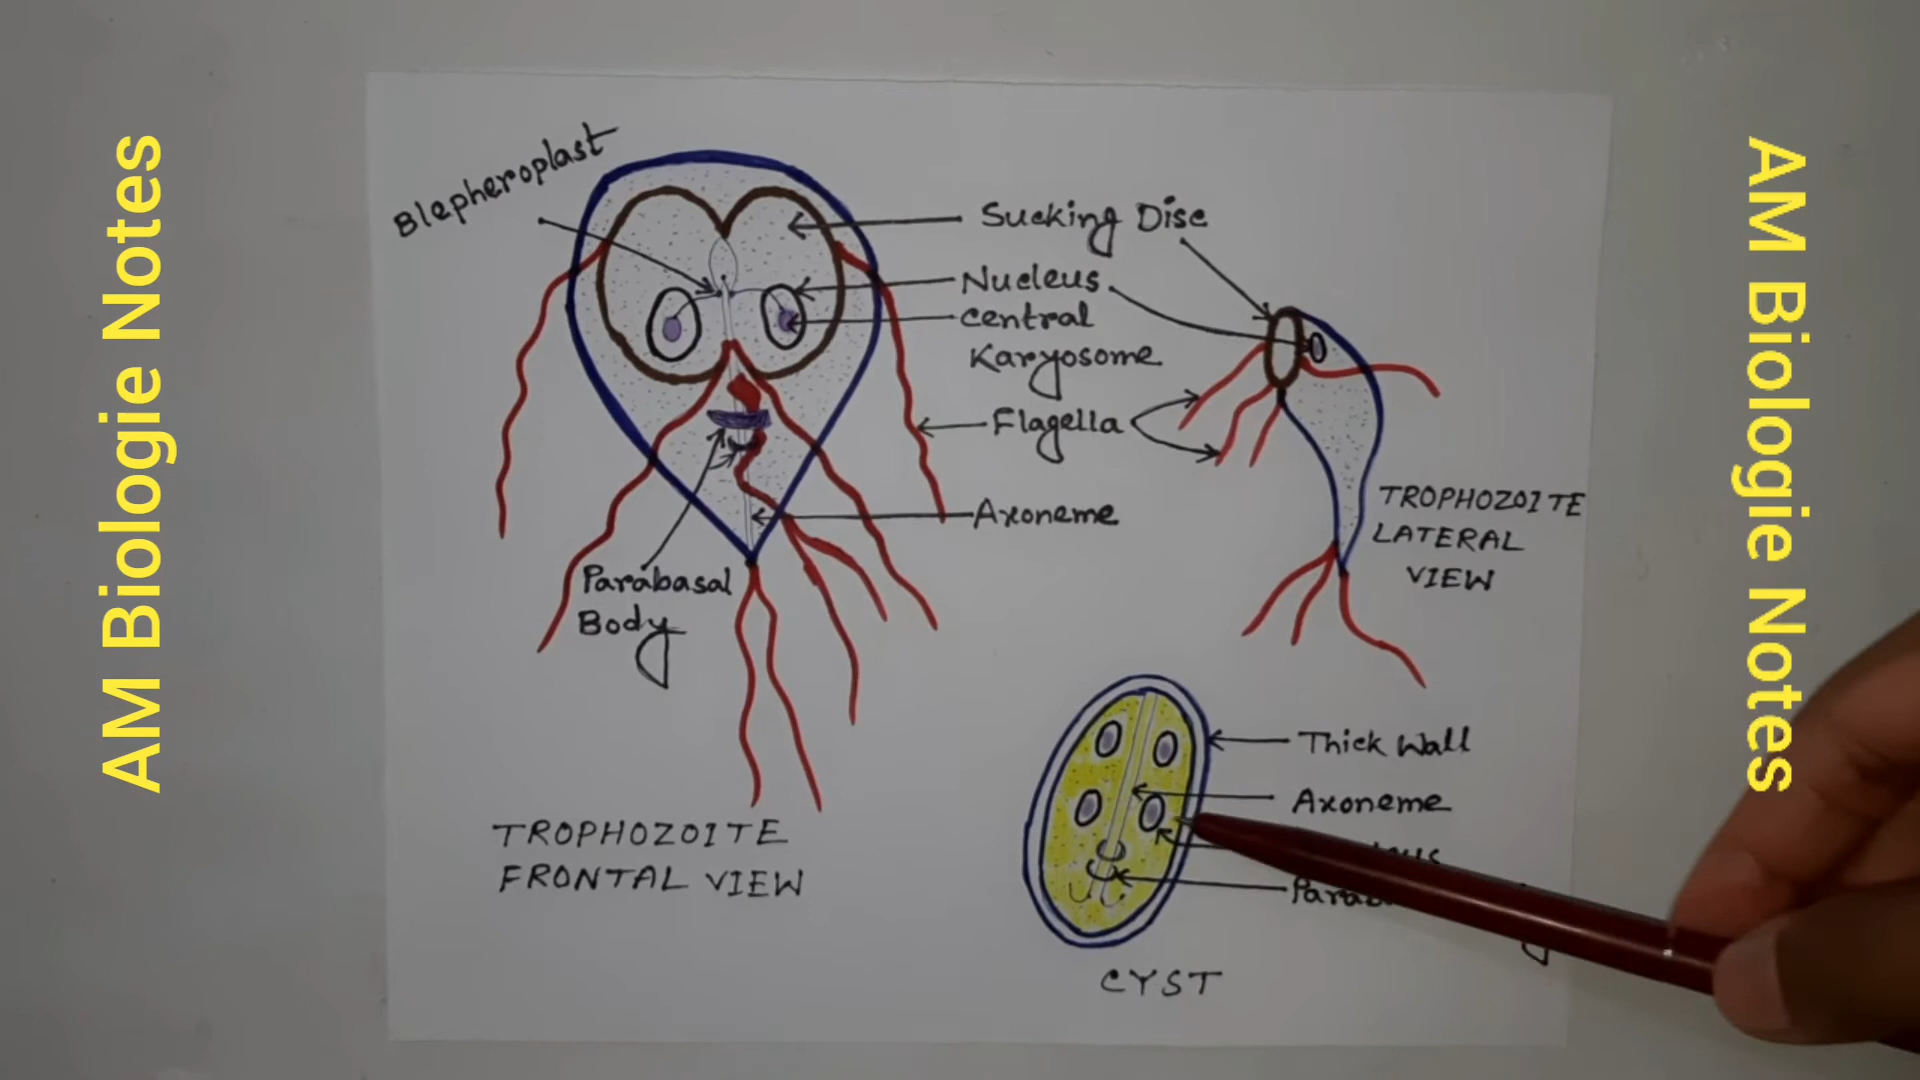 AM Biologie Notes
Blepheroplast
Sucking Disc
Nucleus
Central
Karyosome
Flagella
Axoneme
Parabasal
Body
TROPHOZOITE
FRONTAL VIEW
TROPHOZOITE
LATERAL
VIEW
Thick Wall
Axoneme
CYST
AM Biologie Notes